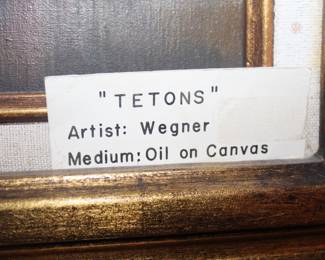 "TETONS"
Artist: Wegner
Medium: Oil on Canvas